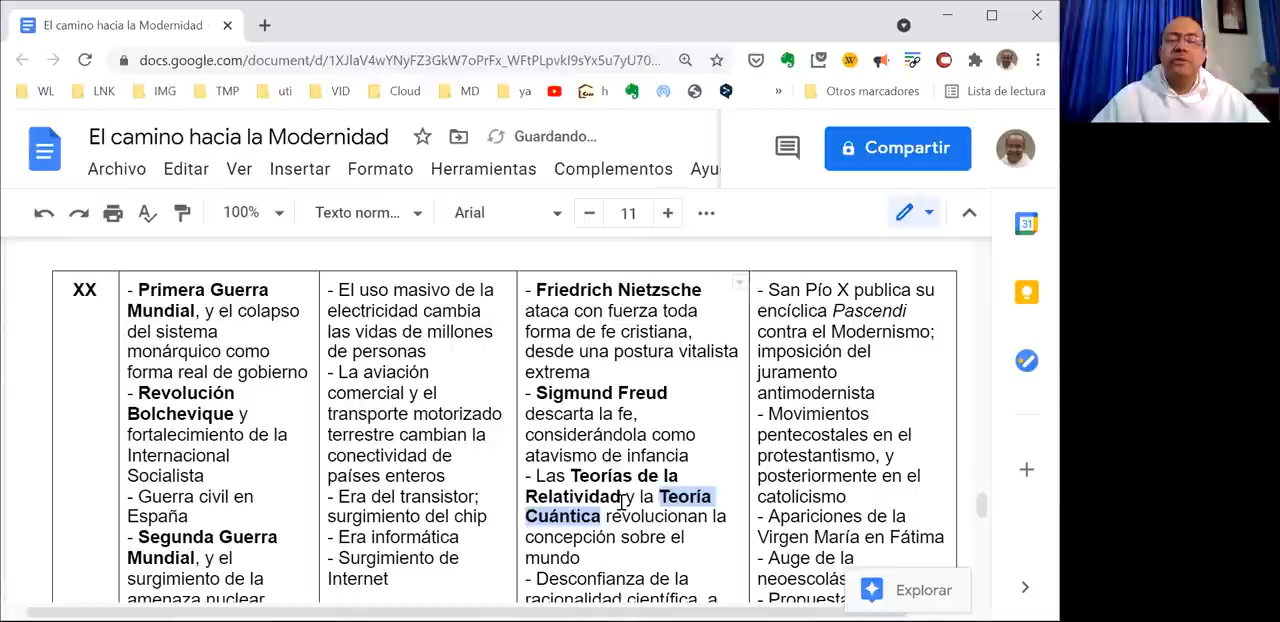 El camino hacia la Modernidad
docs.google.com/document/d/1XJlaV4wYNyFZ3GkW7oPrFx_WFtPLpvkI9sYx5u7yU70...
WL LNK IMG TMP uti VID Cloud MD ya h » Otros marcadores Lista de lectura
El camino hacia la Modernidad Guardando...
Compartir
Archivo Editar Ver Insertar Formato Herramientas Complementos Ayu
100% Texto norm... Arial 11
31
XX
- Primera Guerra
Mundial, y el colapso
del sistema
monárquico como
forma real de gobierno
- Revolución
Bolchevique y
fortalecimiento de la
Internacional
Socialista
- Guerra civil en
España
- Segunda Guerra
Mundial, y el
surgimiento de la
amenaza nuclear
- El uso masivo de la
electricidad cambia
las vidas de millones
de personas
- La aviación
comercial y el
transporte motorizado
terrestre cambian la
conectividad de
países enteros
- Era del transistor;
surgimiento del chip
- Era informática
- Surgimiento de
Internet
- Friedrich Nietzsche
ataca con fuerza toda
forma de fe cristiana,
desde una postura vitalista
extrema
- Sigmund Freud
descarta la fe,
considerándola como
atavismo de infancia
- Las Teorías de la
Relatividad y la Teoría
Cuántica revolucionan la
concepción sobre el
mundo
- Desconfianza de la
racionalidad científica, a
- San Pío X publica su
encíclica Pascendi
contra el Modernismo;
imposición del
juramento
antimodernista
- Movimientos
pentecostales en el
protestantismo, y
posteriormente en el
catolicismo
- Apariciones de la
Virgen María en Fátima
- Auge de la
neoescolás
- Propuesta
Explorar